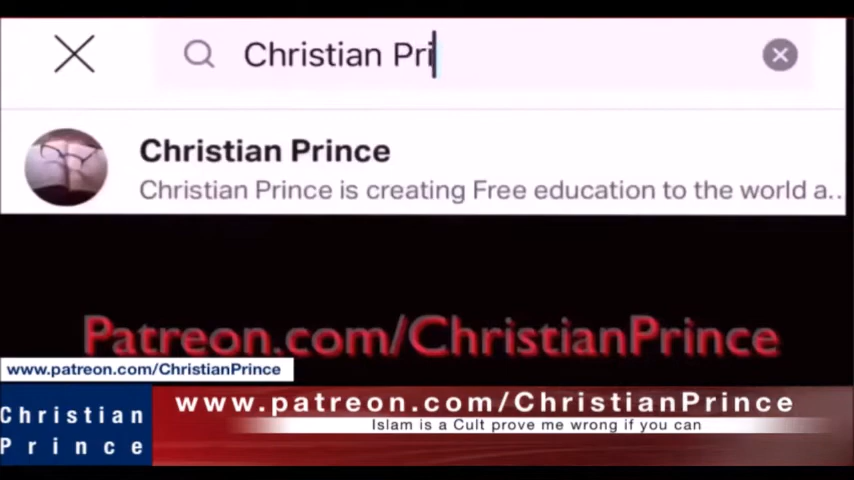 Christian Pri
Christian Prince
Christian Prince is creating Free education to the world a..
Patreon.com/ChristianPrince
www.patreon.com/ChristianPrince
Christian
Prince
www.patreon.com/ChristianPrince
Islam is a Cult prove me wrong if you can